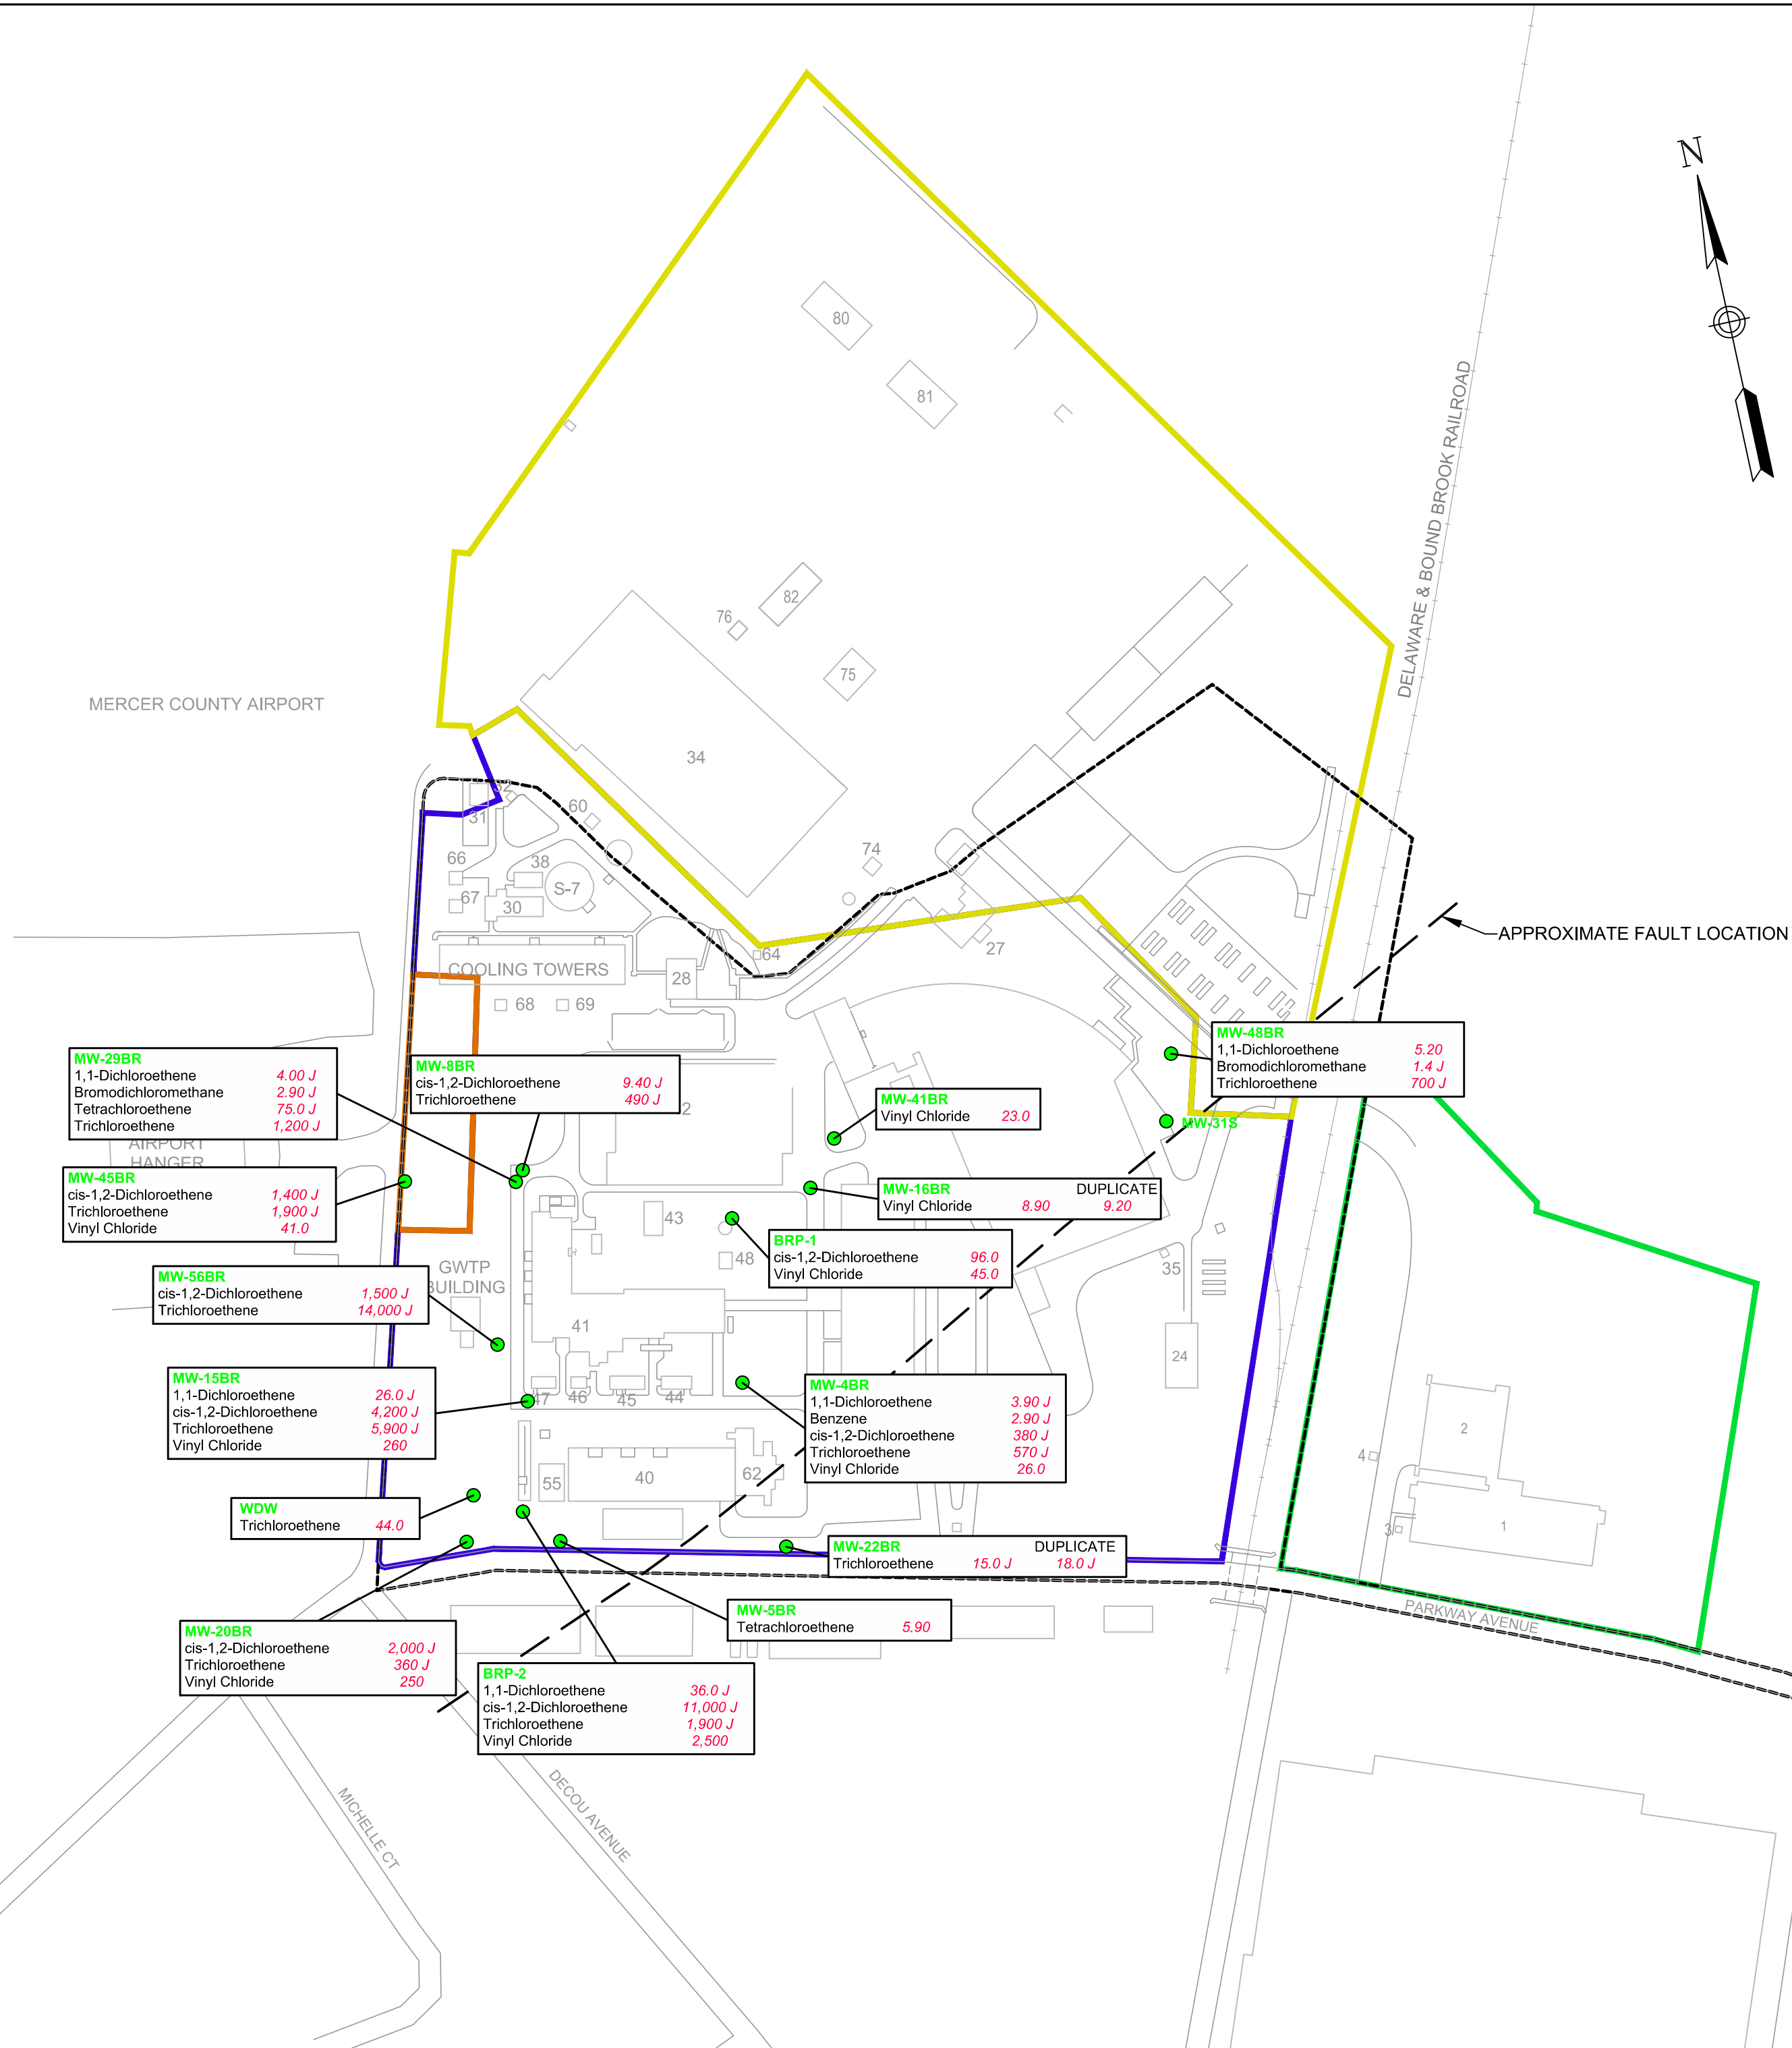 N
80
81
DELAWARE & BOUND BROOK RAILROAD
82
76
75
MERCER COUNTY AIRPORT
34
31
60
74
66
38
S-7
67
30
27
APPROXIMATE FAULT LOCATION
64
COOLING TOWERS
28
68
69
MW-48BR
1,1-Dichloroethene 5.20
Bromodichloromethane 1.4 J
Trichloroethene 700 J
MW-29BR
1,1-Dichloroethene 4.00 J
Bromodichloromethane 2.90 J
Tetrachloroethene 75.0 J
Trichloroethene 1,200 J
MW-8BR
cis-1,2-Dichloroethene 9.40 J
Trichloroethene 490 J
MW-41BR
Vinyl Chloride 23.0
MW-31S
AIRPORT
HANGER
MW-45BR
cis-1,2-Dichloroethene 1,400 J
Trichloroethene 1,900 J
Vinyl Chloride 41.0
MW-16BR DUPLICATE
Vinyl Chloride 8.90 9.20
43
48
BRP-1
cis-1,2-Dichloroethene 96.0
Vinyl Chloride 45.0
35
GWTP
BUILDING
MW-56BR
cis-1,2-Dichloroethene 1,500 J
Trichloroethene 14,000 J
41
24
MW-15BR
1,1-Dichloroethene 26.0 J
cis-1,2-Dichloroethene 4,200 J
Trichloroethene 5,900 J
Vinyl Chloride 260
47
46
45
44
MW-4BR
1,1-Dichloroethene 3.90 J
Benzene 2.90 J
cis-1,2-Dichloroethene 380 J
Trichloroethene 570 J
Vinyl Chloride 26.0
2
4
55
40
62
3
1
WDW
Trichloroethene 44.0
MW-22BR DUPLICATE
Trichloroethene 15.0 J 18.0 J
MW-5BR
Tetrachloroethene 5.90
PARKWAY AVENUE
MW-20BR
cis-1,2-Dichloroethene 2,000 J
Trichloroethene 360 J
Vinyl Chloride 250
BRP-2
1,1-Dichloroethene 36.0 J
cis-1,2-Dichloroethene 11,000 J
Trichloroethene 1,900 J
Vinyl Chloride 2,500
MICHELLE CT
DECOU AVENUE